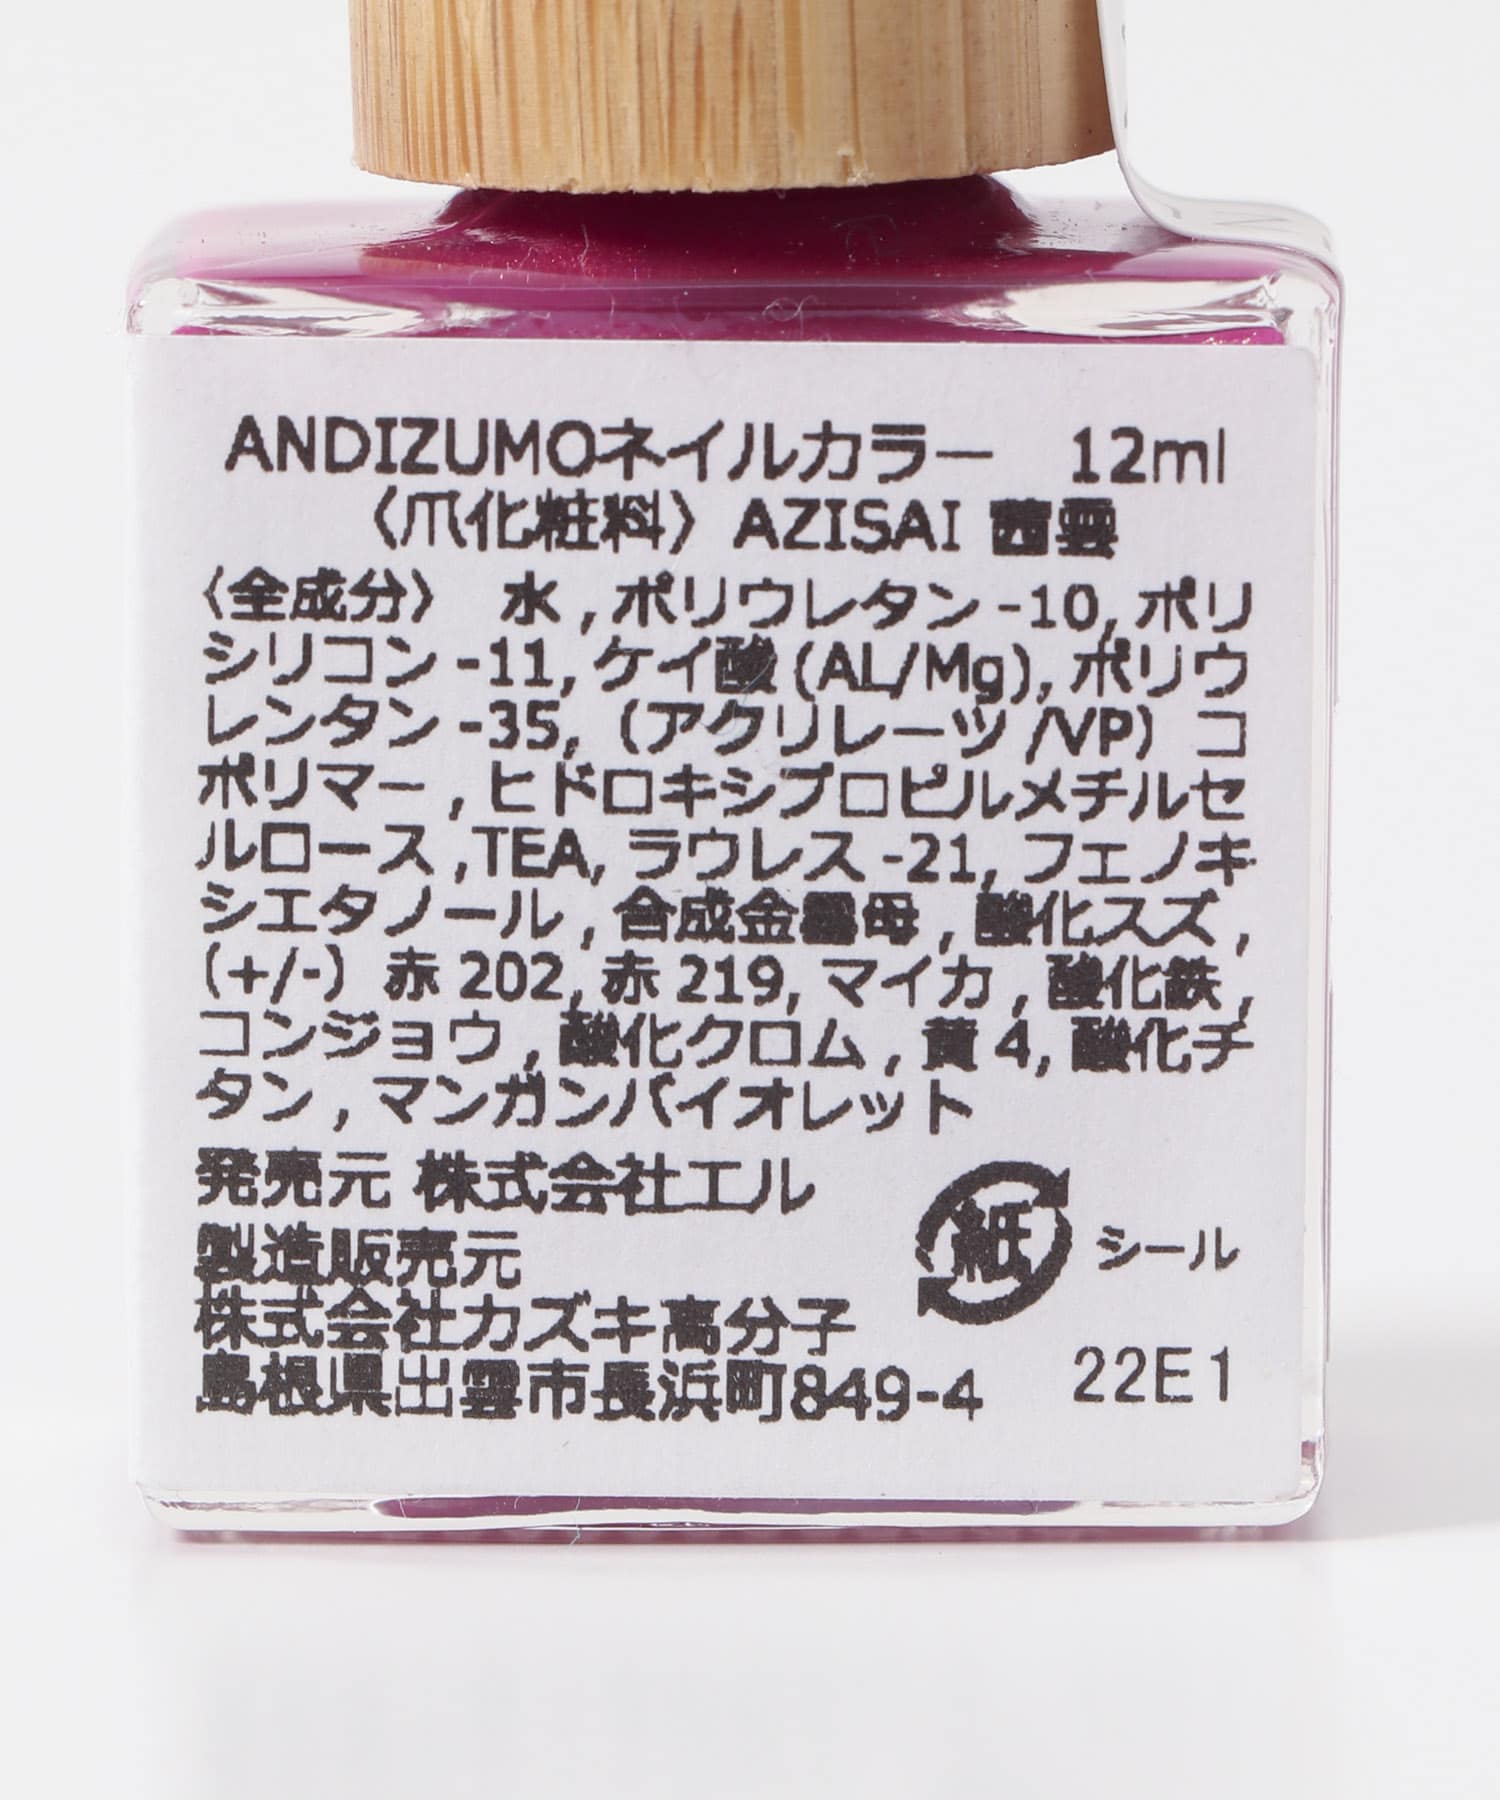 ANDIZUMOネイルカラー 12ml
〈爪化粧料〉 AZISAI 茜雲
〈全成分〉 水 , ポリウレタン -10, ポリ
シリコン -11, ケイ酸 (AL/Mg), ポリウ
レンタン -35, (アクリレーツ /VP) コ
ポリマー , ヒドロキシプロピルメチルセ
ルロース ,TEA, ラウレス -21, フェノキ
シエタノール , 合成金雲母 , 酸化スズ ,
(+/-) 赤 202, 赤 219, マイカ , 酸化鉄 ,
コンジョウ , 酸化クロム , 黄 4, 酸化チ
タン , マンガンバイオレット
発売元 株式会社エル
製造販売元
株式会社カズキ高分子
島根県出雲市長浜町849-4
紙 シール
22E1